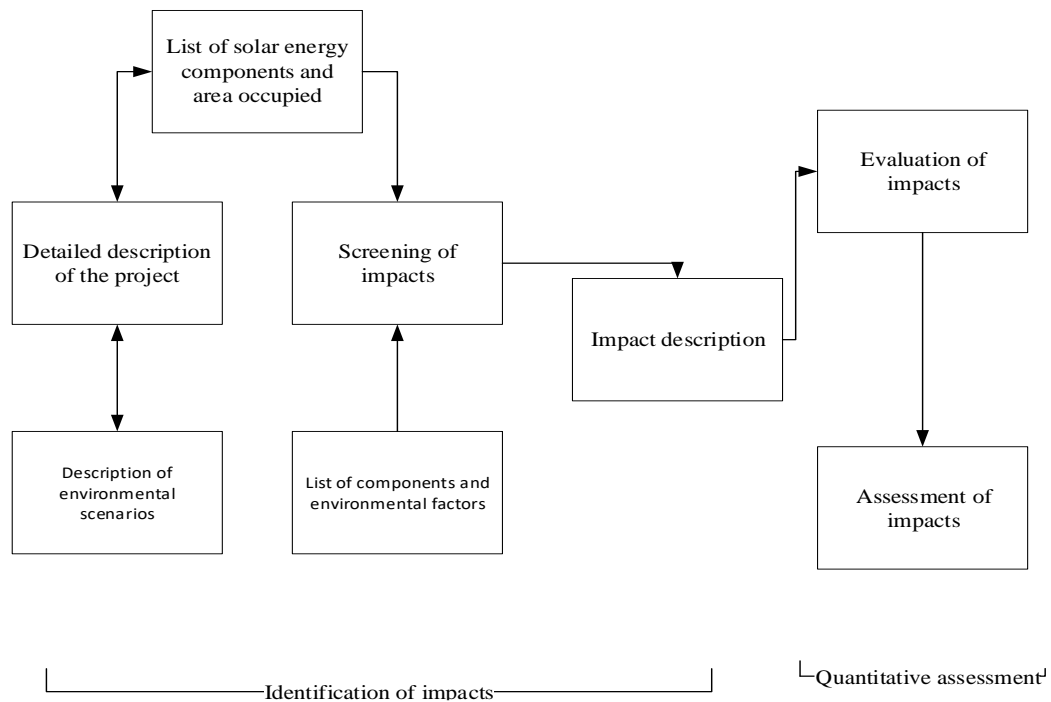 List of solar energy
components and
area occupied
Evaluation of
impacts
Detailed description
of the project
Screening of
impacts
Impact description
Description of
environmental
scenarios
List of components and
environmental factors
Assessment of
impacts
Identification of impacts
Quantitative assessment